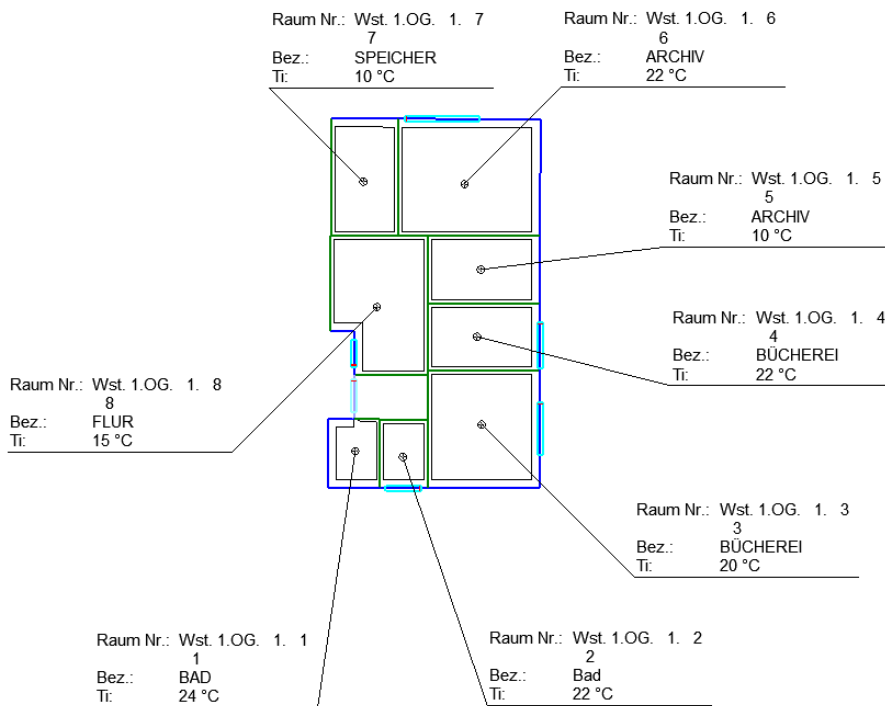 Raum Nr.: Wst. 1.OG. 1. 7
7
Bez.: SPEICHER
Ti: 10 °C
Raum Nr.: Wst. 1.OG. 1. 6
6
Bez.: ARCHIV
Ti: 22 °C
Raum Nr.: Wst. 1.OG. 1. 5
5
Bez.: ARCHIV
Ti: 10 °C
Raum Nr.: Wst. 1.OG. 1. 4
4
Bez.: BÜCHEREI
Ti: 22 °C
Raum Nr.: Wst. 1.OG. 1. 8
8
Bez.: FLUR
Ti: 15 °C
Raum Nr.: Wst. 1.OG. 1. 3
3
Bez.: BÜCHEREI
Ti: 20 °C
Raum Nr.: Wst. 1.OG. 1. 1
1
Bez.: BAD
Ti: 24 °C
Raum Nr.: Wst. 1.OG. 1. 2
2
Bez.: Bad
Ti: 22 °C